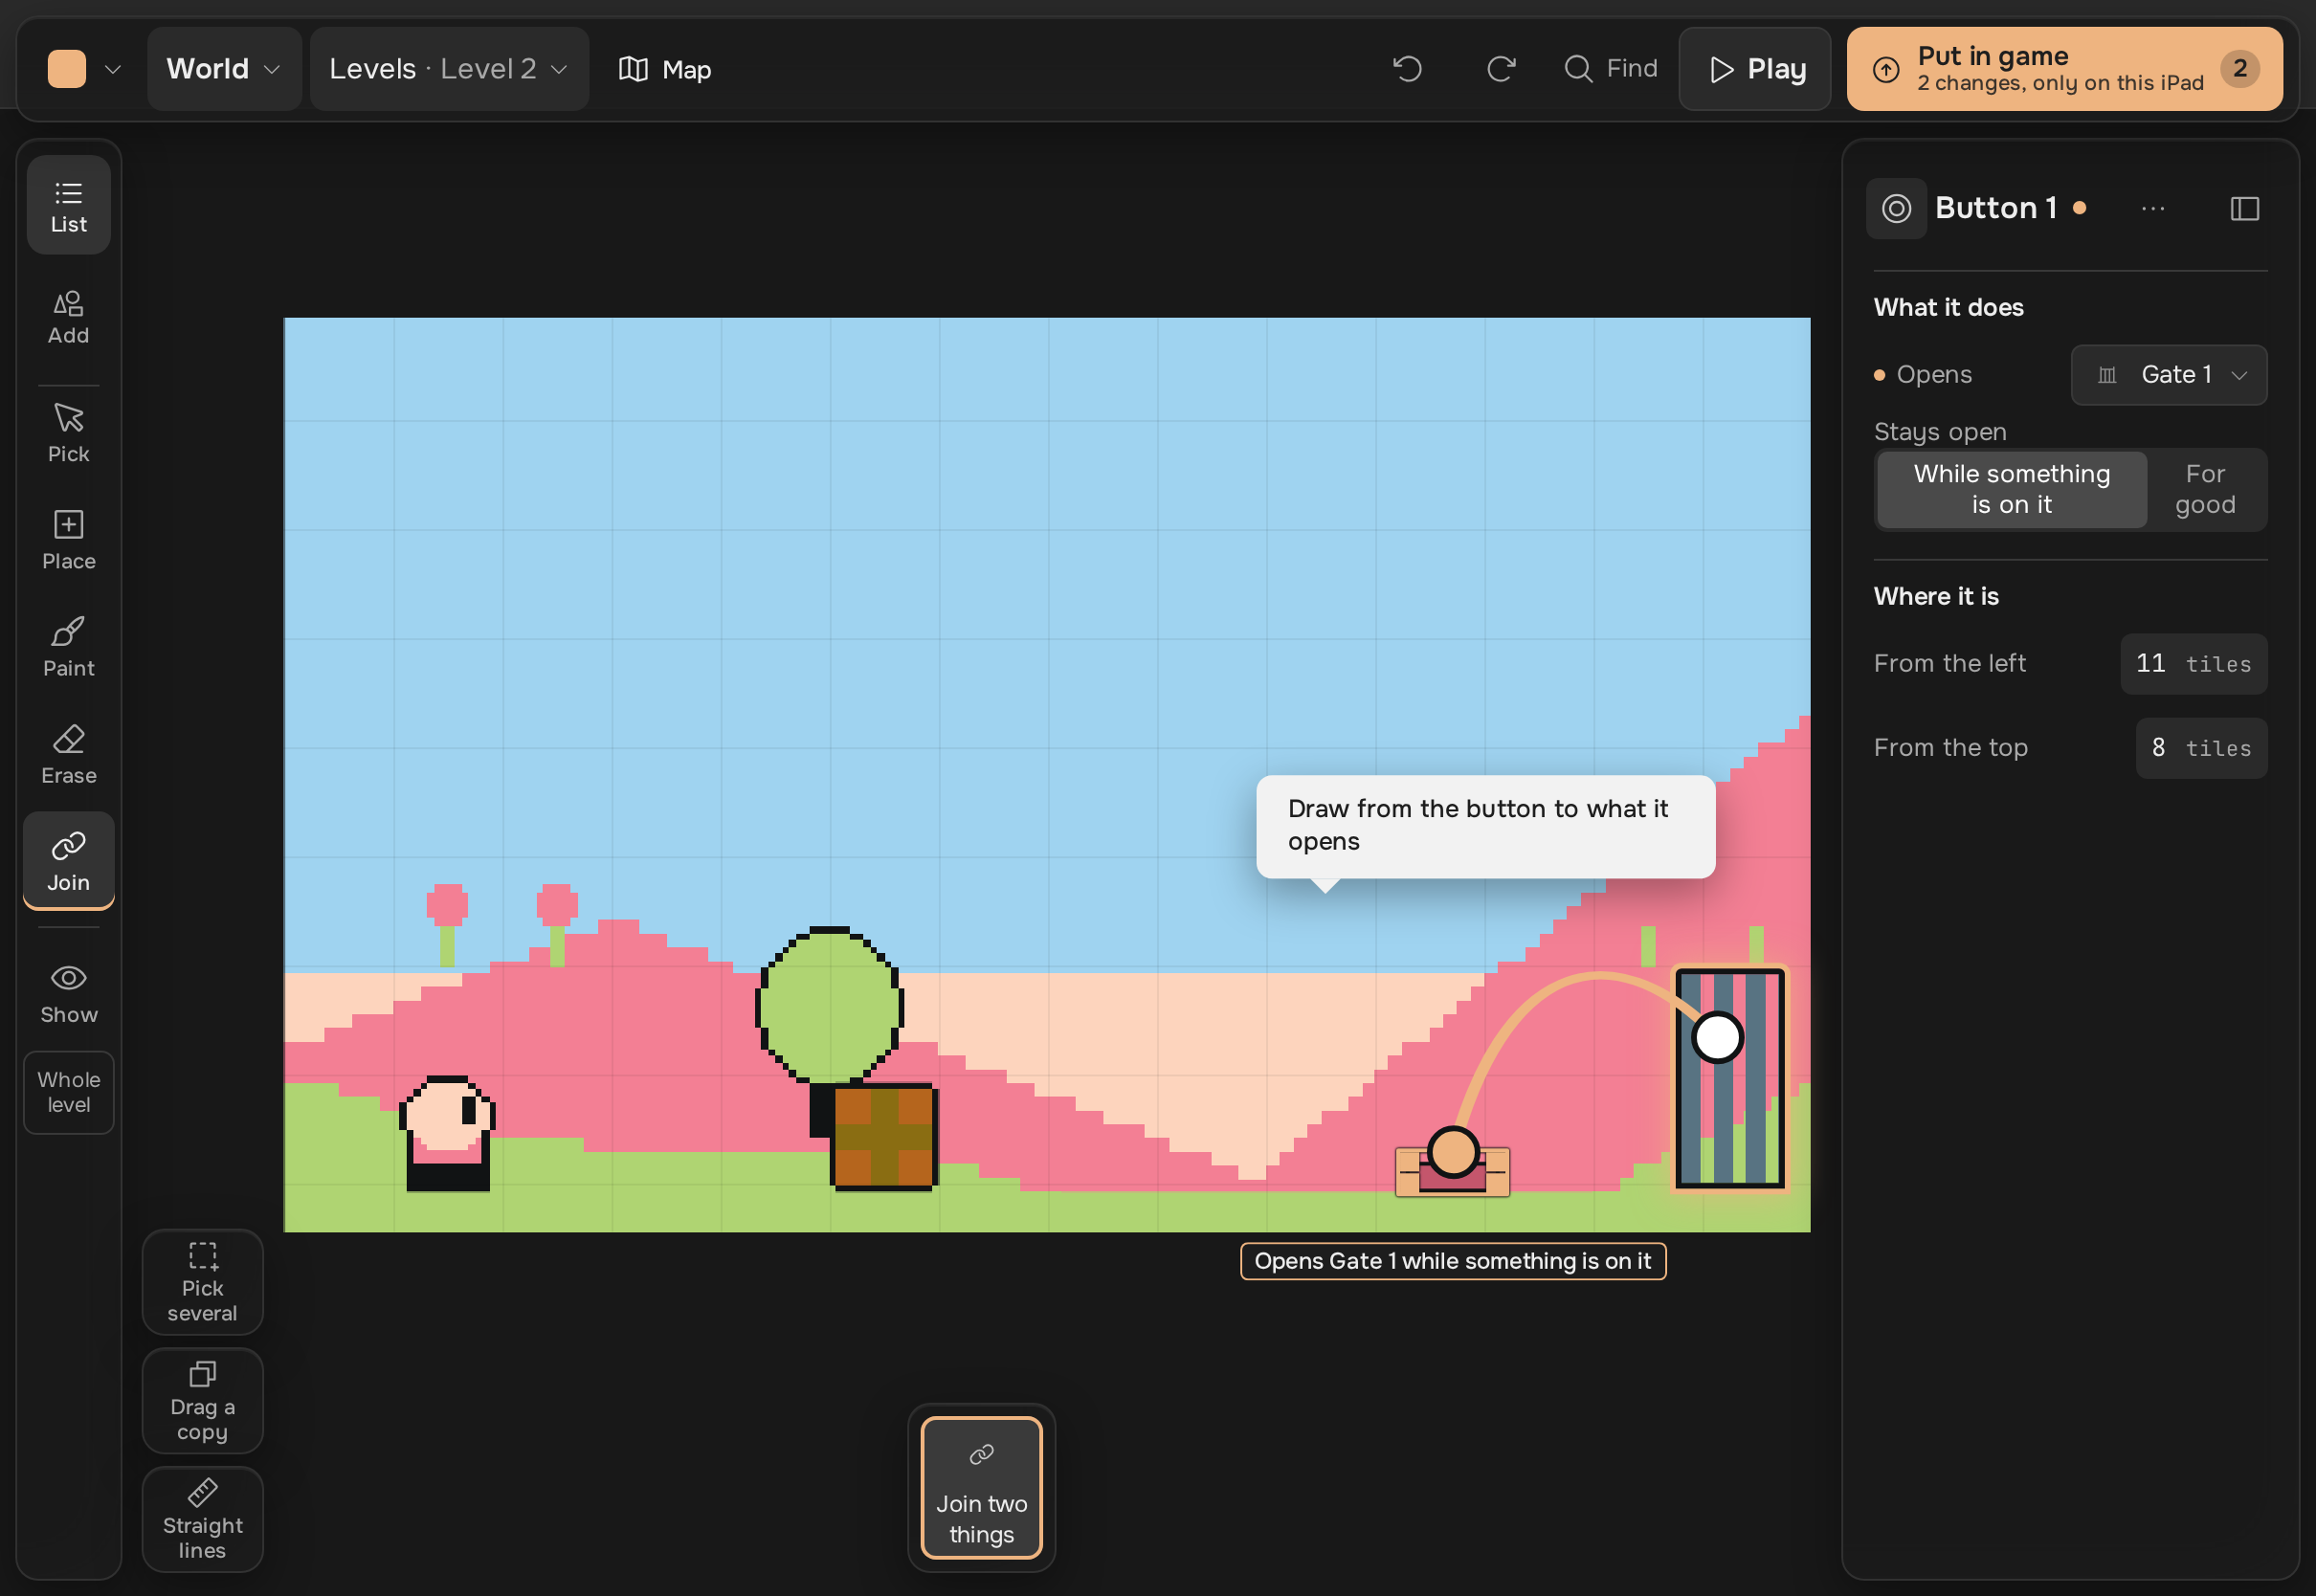 World
Levels · Level 2
Map
Find
Play
Put in game
2 changes, only on this iPad
2
List
Add
Pick
Place
Paint
Erase
Join
Show
Whole
level
Pick
several
Drag a
copy
Straight
lines
Draw from the button to what it
opens
Opens Gate 1 while something is on it
Join two
things
Button 1
What it does
Opens
Gate 1
Stays open
While something
is on it
For
good
Where it is
From the left
11 tiles
From the top
8 tiles